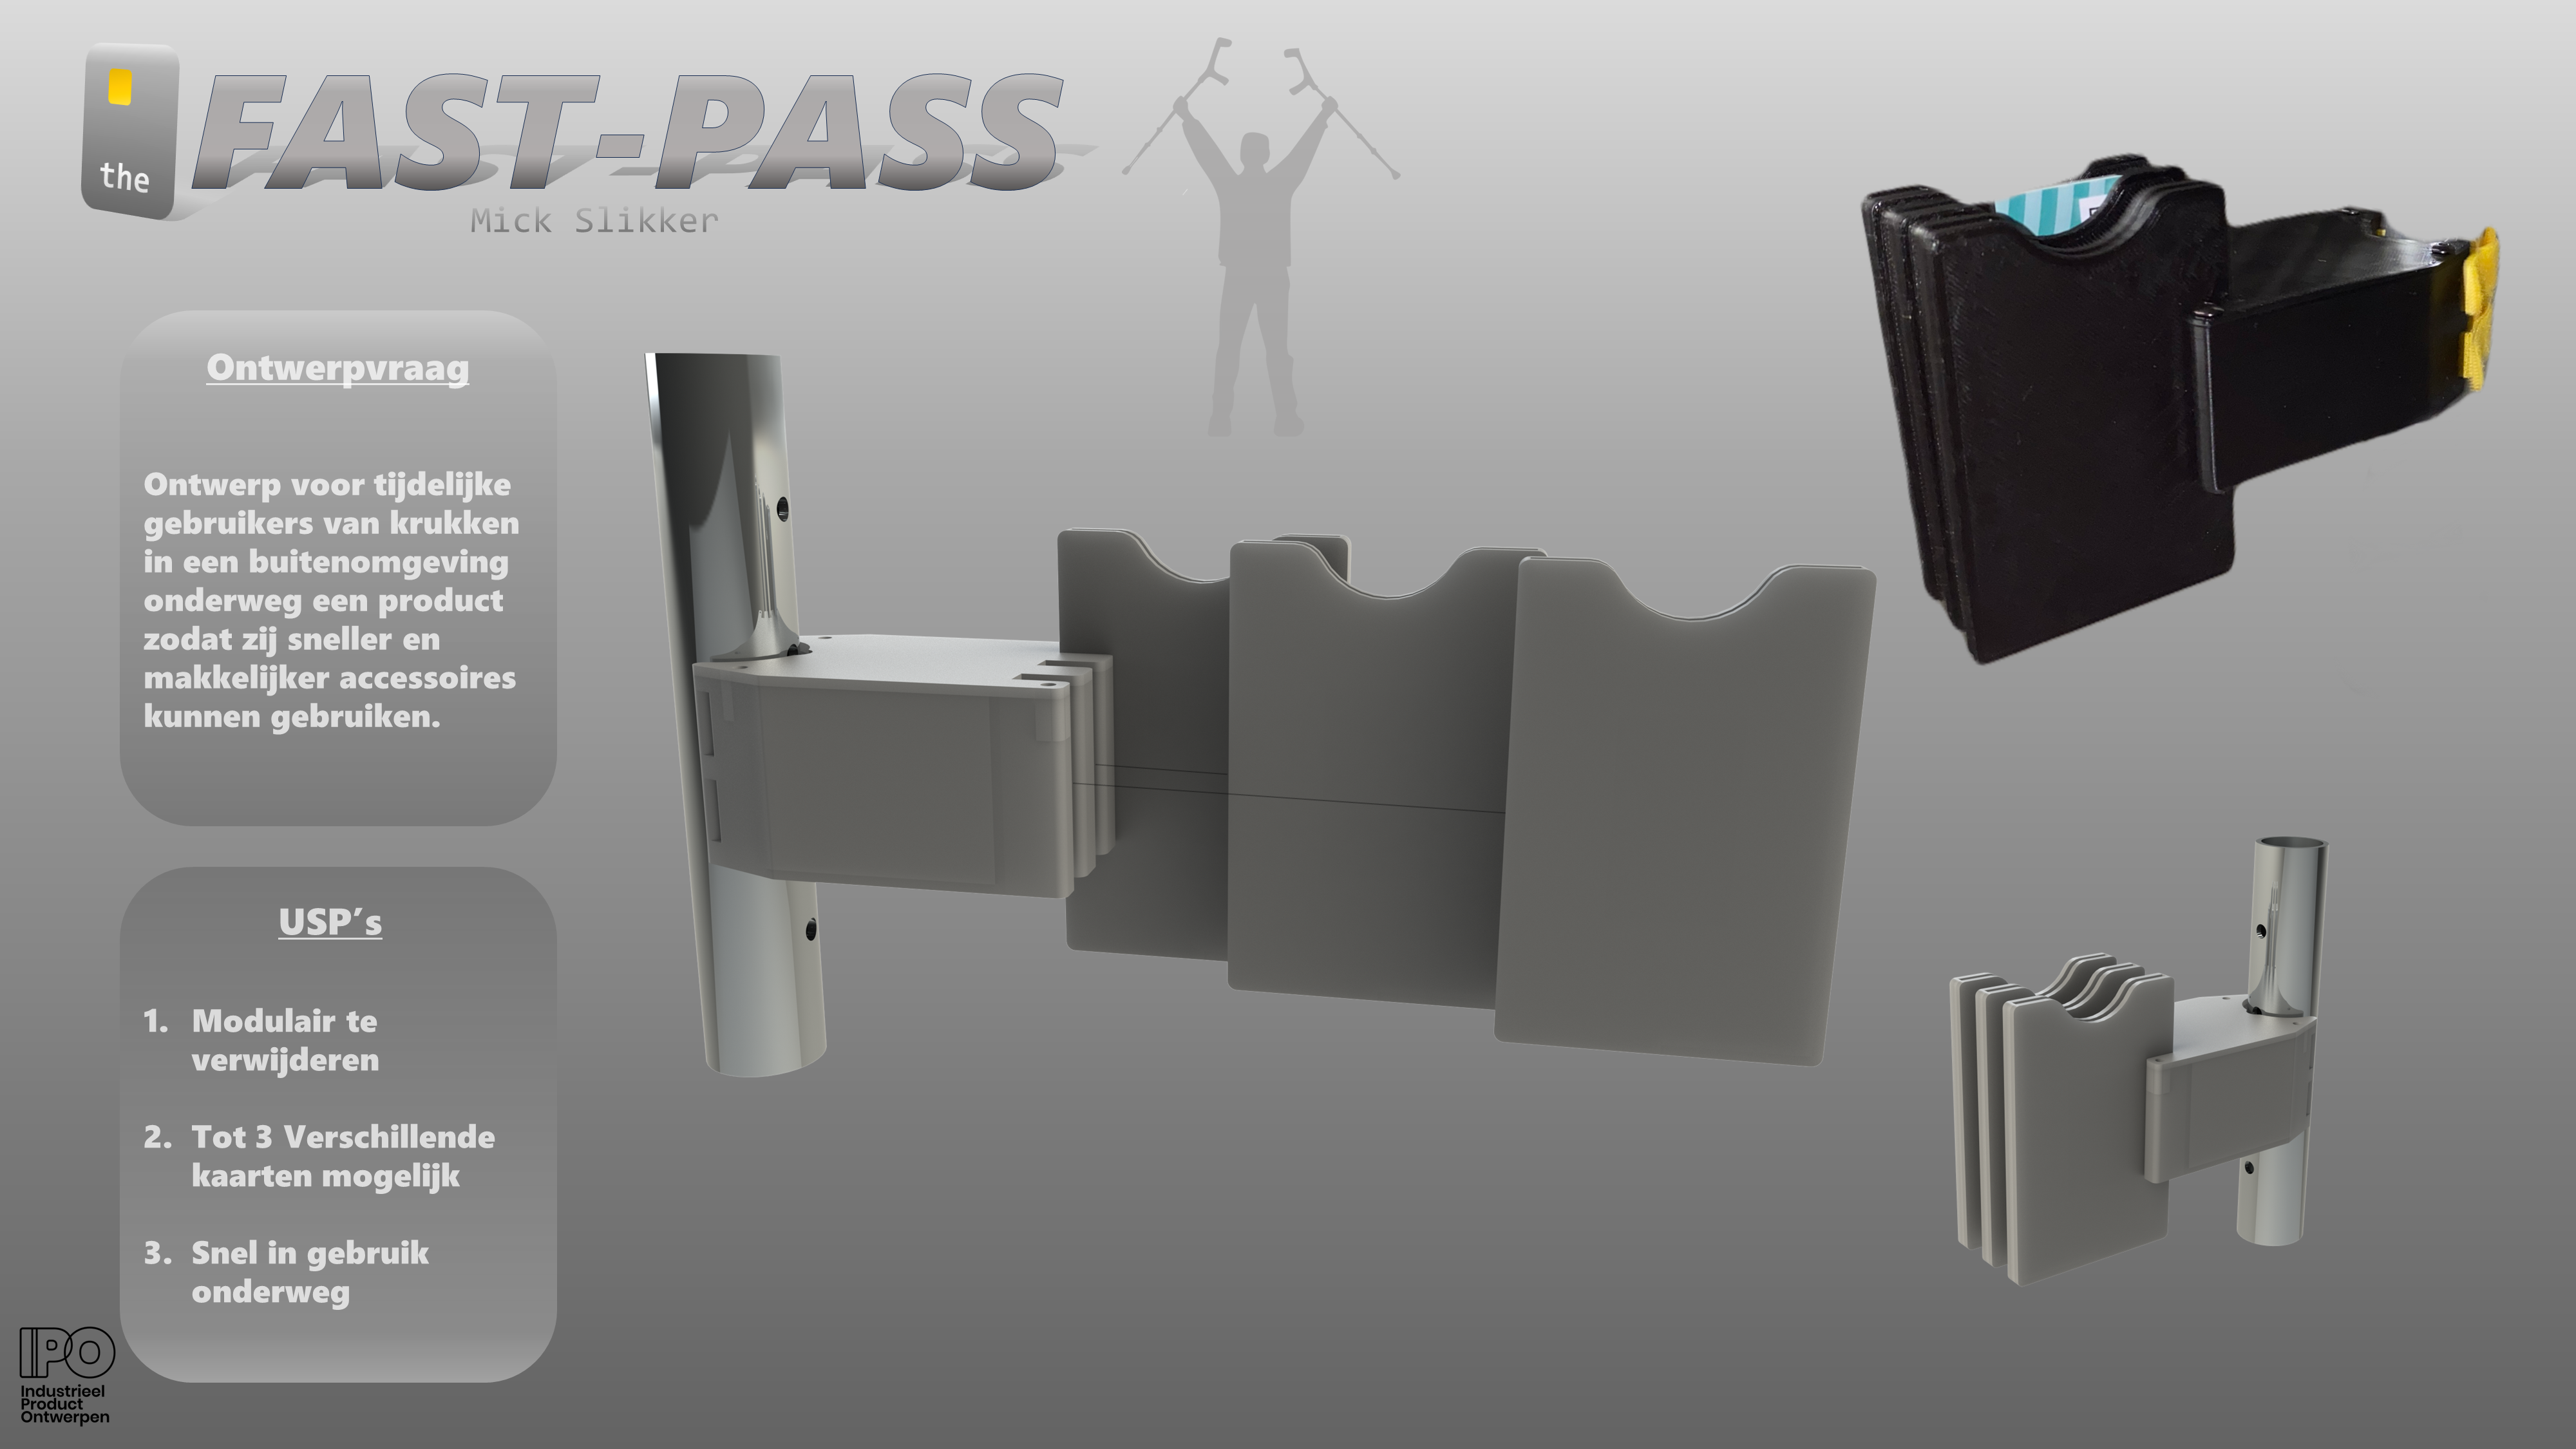 the
FAST-PASS
Mick Slikker
Ontwerpvraag
Ontwerp voor tijdelijke
gebruikers van krukken
in een buitenomgeving
onderweg een product
zodat zij sneller en
makkelijker accessoires
kunnen gebruiken.
USP's
1. Modulair te
verwijderen
2. Tot 3 Verschillende
kaarten mogelijk
3. Snel in gebruik
onderweg
IPO
Industrieel
Product
Ontwerpen